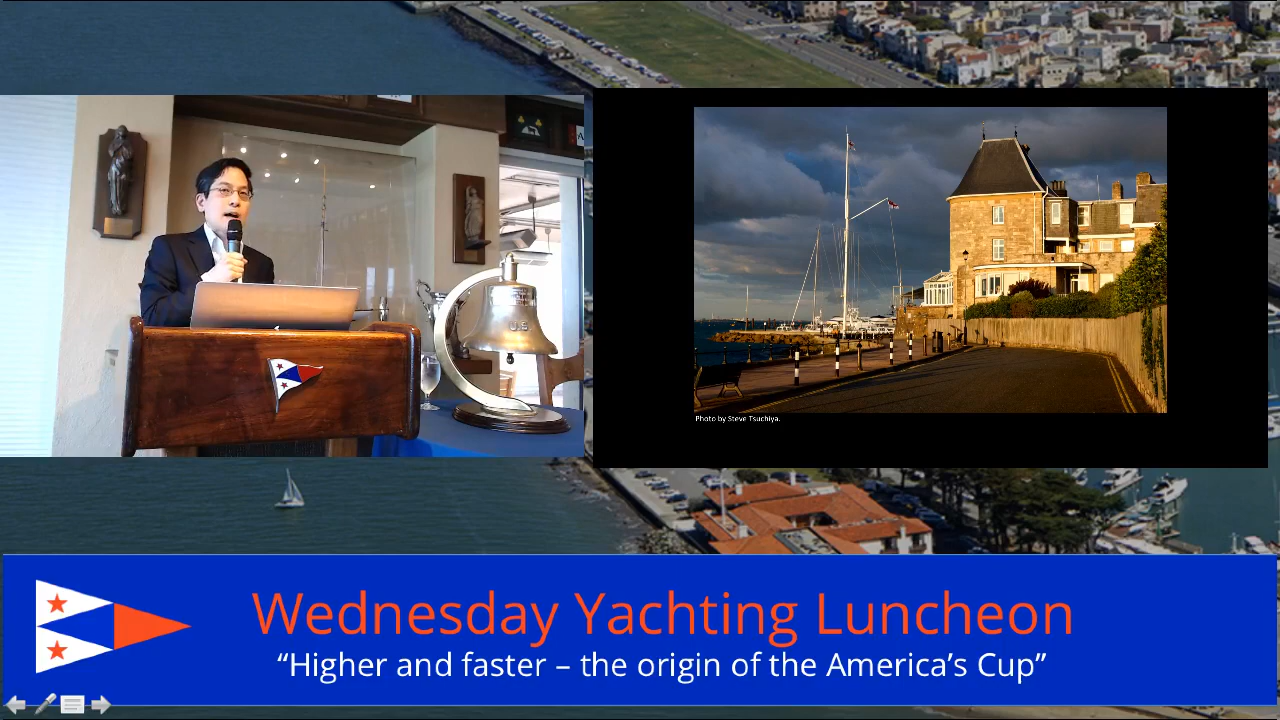 U.S.
Photo by Steve Tsuchiya.
Wednesday Yachting Luncheon
“Higher and faster – the origin of the America’s Cup”